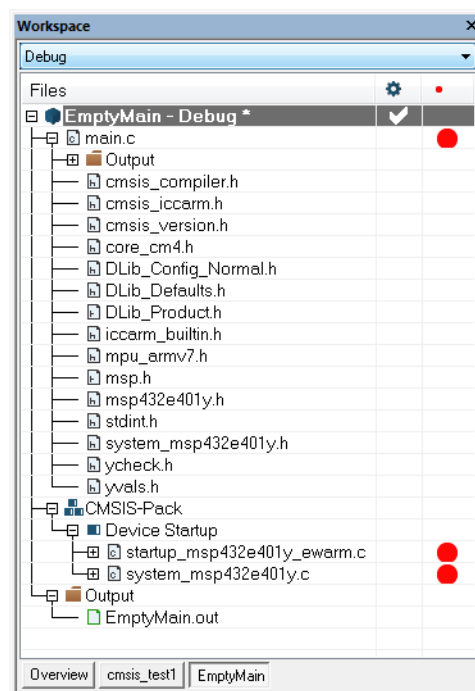 Workspace
Debug
Files
EmptyMain - Debug *
main.c
Output
cmsis_compiler.h
cmsis_iccarm.h
cmsis_version.h
core_cm4.h
DLib_Config_Normal.h
DLib_Defaults.h
DLib_Product.h
iccarm_builtin.h
mpu_armv7.h
msp.h
msp432e401y.h
stdint.h
system_msp432e401y.h
ycheck.h
yvals.h
CMSIS-Pack
Device Startup
startup_msp432e401y_ewarm.c
system_msp432e401y.c
Output
EmptyMain.out
Overview cmsis_test1 EmptyMain